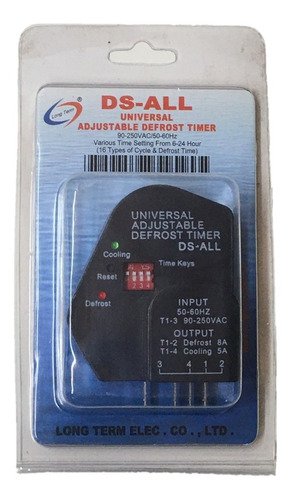 Long Term
DS-ALL
UNIVERSAL
ADJUSTABLE DEFROST TIMER
90-250VAC/50-60Hz
Various Time Setting From 6-24 Hour
(16 Types of Cycle & Defrost Time)
UNIVERSAL
ADJUSTABLE
DEFROST TIMER
DS-ALL
Cooling
Time Keys
Reset
1 2 3 4
Defrost
INPUT
50-60HZ
T1-3 90-250VAC
OUTPUT
T1-2 Defrost 8A
T1-4 Cooling 5A
3 4 1 2
LONG TERM ELEC. CO., LTD.